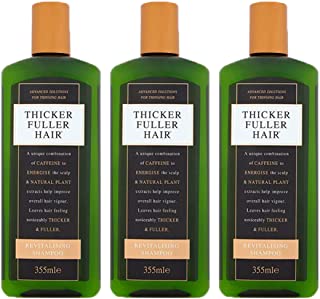 ADVANCED SOLUTIONS
FOR THINNING HAIR
THICKER
FULLER
HAIR
A unique combination
of CAFFEINE to
ENERGISE the scalp
& NATURAL PLANT
extracts help improve
overall hair vigour.
Leaves hair feeling
noticeably THICKER
& FULLER.
REVITALISING
SHAMPOO
355ml e
ADVANCED SOLUTIONS
FOR THINNING HAIR
THICKER
FULLER
HAIR
A unique combination
of CAFFEINE to
ENERGISE the scalp
& NATURAL PLANT
extracts help improve
overall hair vigour.
Leaves hair feeling
noticeably THICKER
& FULLER.
REVITALISING
SHAMPOO
355ml e
ADVANCED SOLUTIONS
FOR THINNING HAIR
THICKER
FULLER
HAIR
A unique combination
of CAFFEINE to
ENERGISE the scalp
& NATURAL PLANT
extracts help improve
overall hair vigour.
Leaves hair feeling
noticeably THICKER
& FULLER.
REVITALISING
SHAMPOO
355ml e